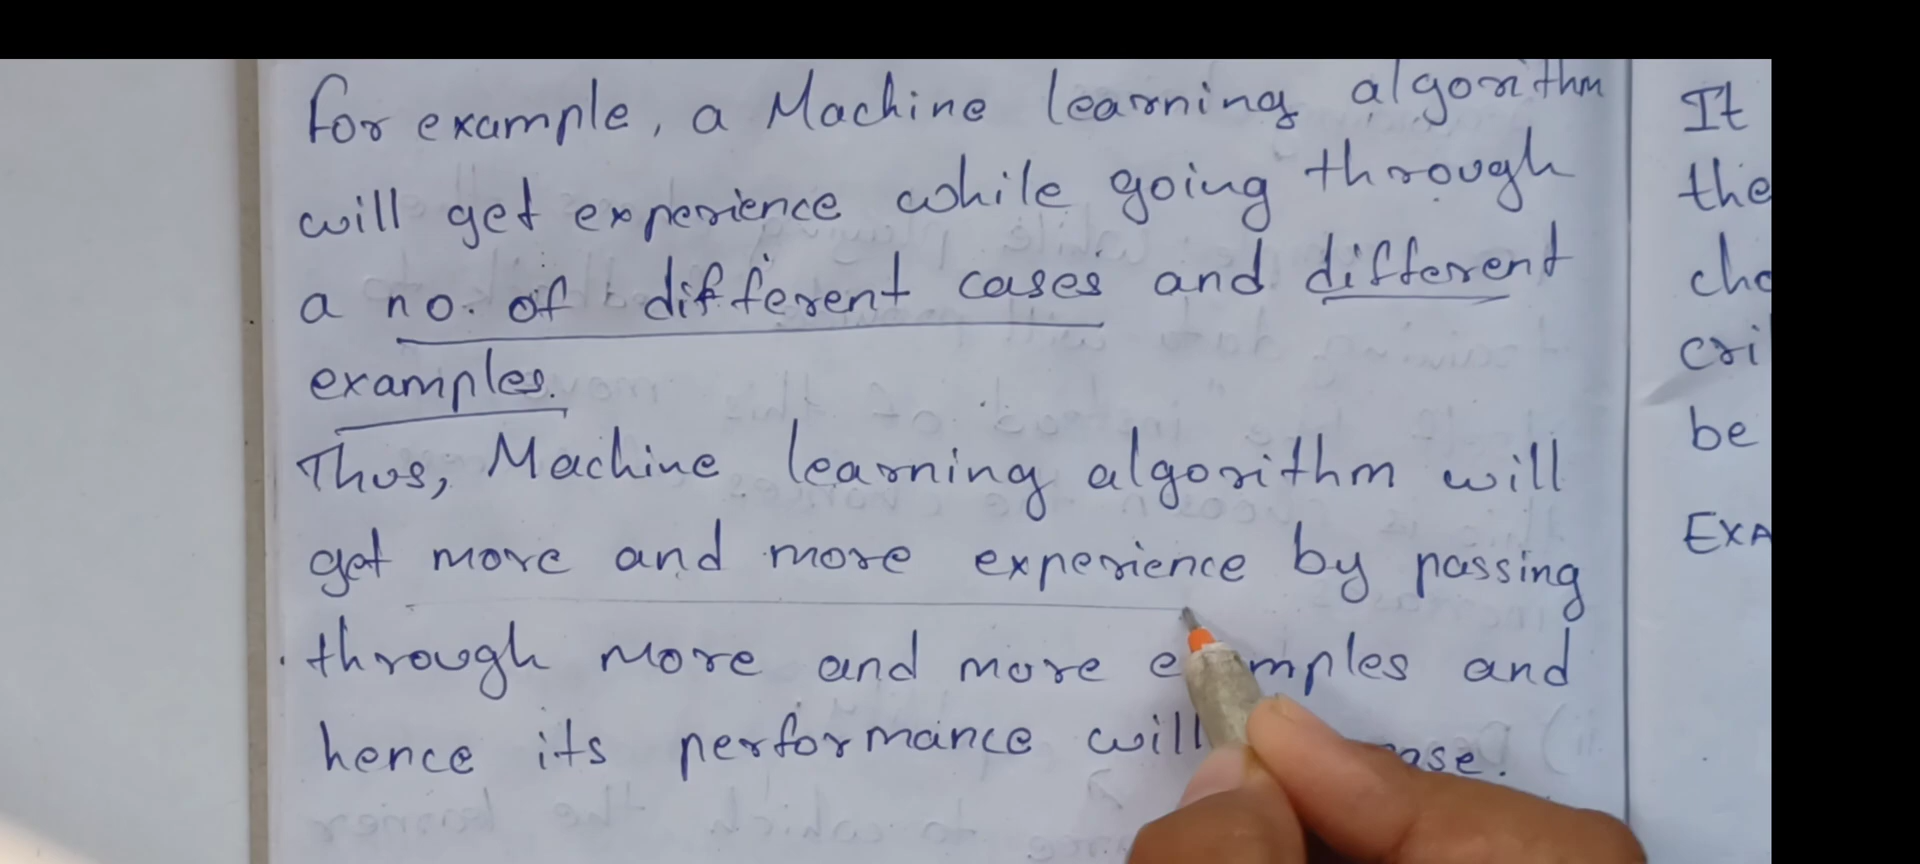 for example, a Machine learning algorithm
will get experience while going through
a no. of different cases and different
examples.
Thus, Machine learning algorithm will
get more and more experience by passing
through more and more and
hence its performance will
It
the
be